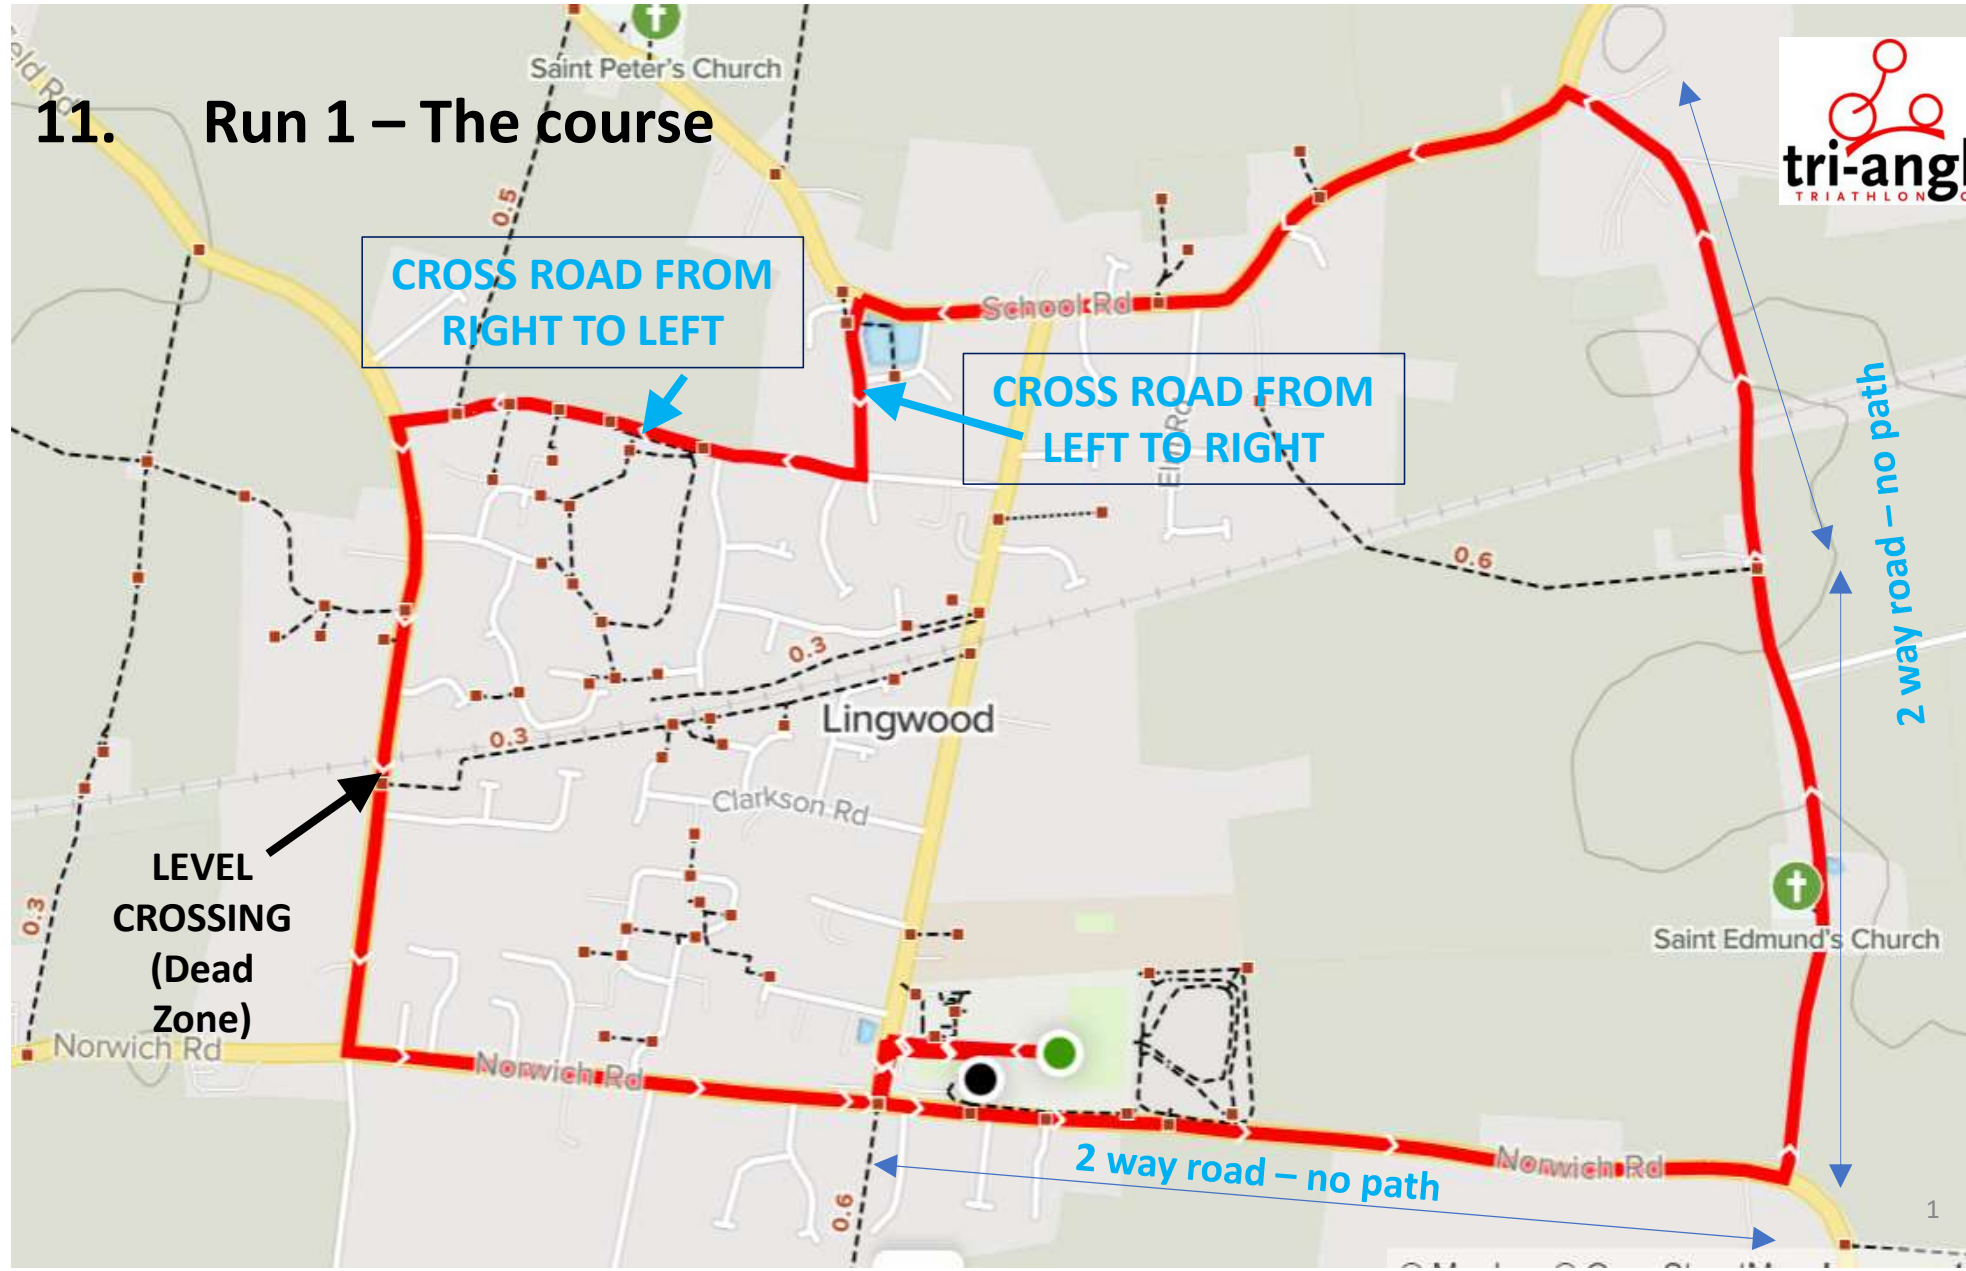 Saint Peter's Church
11. Run 1 – The course
tri-angl
TRIATHLON
0.5
CROSS ROAD FROM
RIGHT TO LEFT
School Rd
CROSS ROAD FROM
LEFT TO RIGHT
2 way road – no path
0.6
0.3
Lingwood
0.3
Clarkson Rd
LEVEL
CROSSING
(Dead
Zone)
0.3
Saint Edmund's Church
Norwich Rd
Norwich Rd
2 way road – no path
Norwich Rd
0.6
1